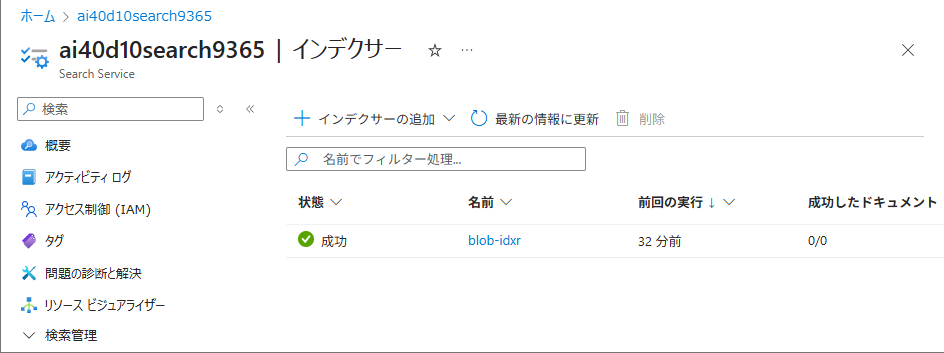 ホーム > ai40d10search9365
ai40d10search9365 | インデクサー ☆ ...
Search Service
検索
インデクサーの追加 最新の情報に更新 削除
概要
名前でフィルター処理...
アクティビティ ログ
状態 名前 前回の実行 ↓ 成功したドキュメント
アクセス制御 (IAM)
タグ
成功 blob-idxr 32 分前 0/0
問題の診断と解決
リソース ビジュアライザー
検索管理